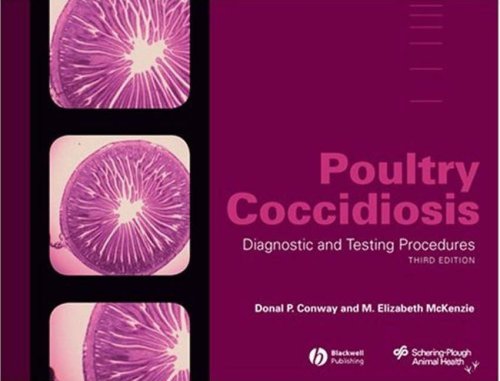 Poultry
Coccidiosis
Diagnostic and Testing Procedures
THIRD EDITION
Donal P. Conway and M. Elizabeth McKenzie
Blackwell
Publishing
Schering-Plough
Animal Health